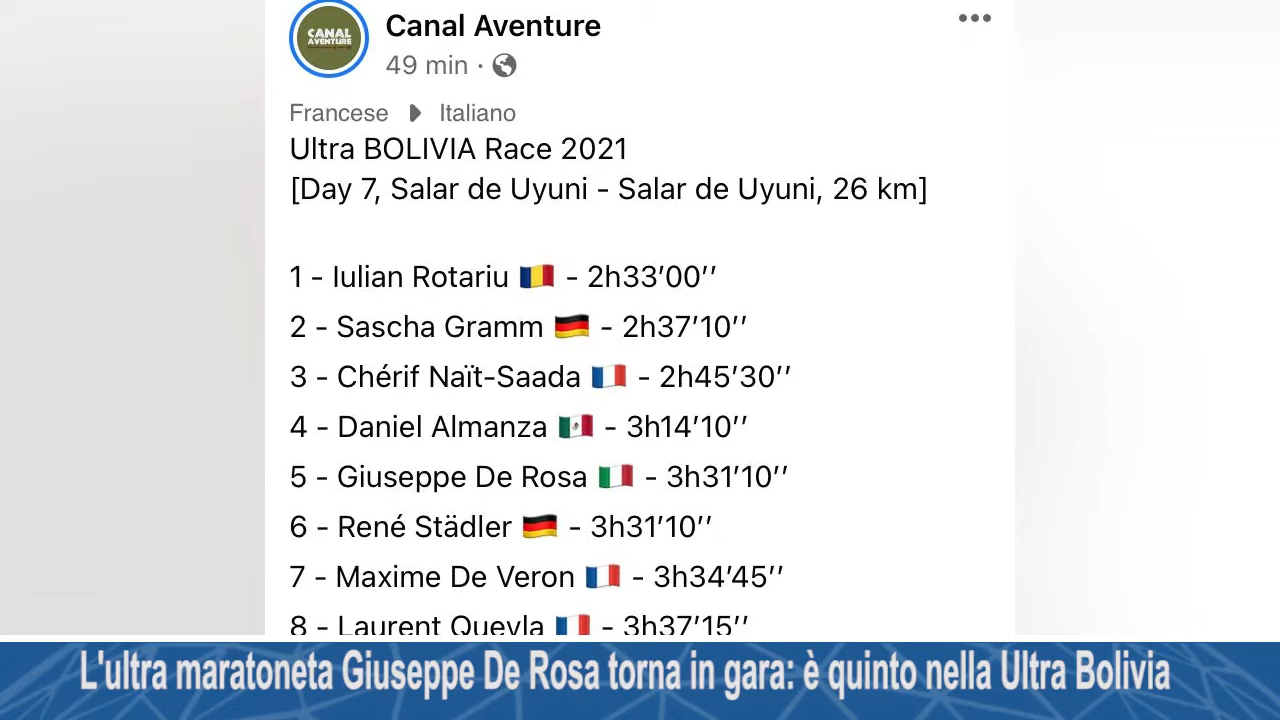 CANAL
AVENTURE
Canal Aventure
49 min ·
Francese ▶ Italiano
Ultra BOLIVIA Race 2021
[Day 7, Salar de Uyuni - Salar de Uyuni, 26 km]
1 - Iulian Rotariu 🇷🇴 - 2h33’00’’
2 - Sascha Gramm 🇩🇪 - 2h37’10’’
3 - Chérif Naït-Saada 🇫🇷 - 2h45’30’’
4 - Daniel Almanza 🇲🇽 - 3h14’10’’
5 - Giuseppe De Rosa 🇮🇹 - 3h31’10’’
6 - René Städler 🇩🇪 - 3h31’10’’
7 - Maxime De Veron 🇫🇷 - 3h34’45’’
8 - Laurent Queyla 🇫🇷 - 3h37’15’’
L'ultra maratoneta Giuseppe De Rosa torna in gara: è quinto nella Ultra Bolivia